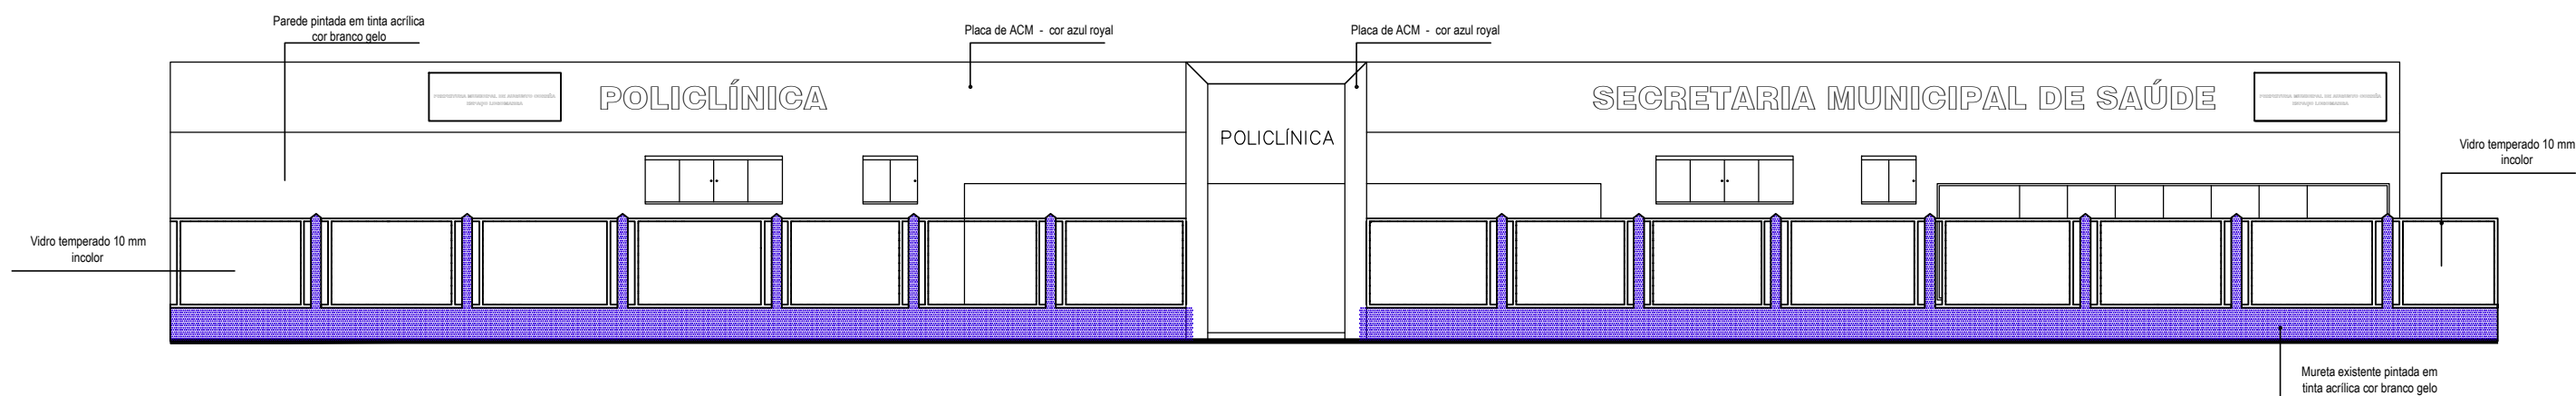 Parede pintada em tinta acrílica
cor branco gelo
Placa de ACM - cor azul royal
Placa de ACM - cor azul royal
POLICLÍNICA
SECRETARIA MUNICIPAL DE SAÚDE
POLICLÍNICA
Vidro temperado 10 mm
incolor
Vidro temperado 10 mm
incolor
Mureta existente pintada em
tinta acrílica cor branco gelo